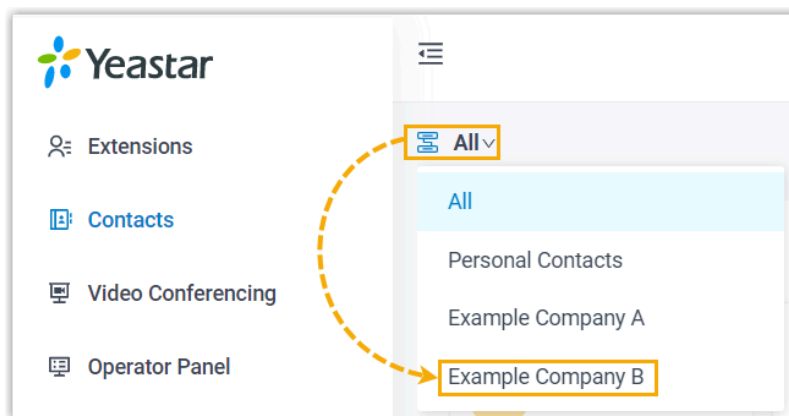 Yeastar
Extensions
Contacts
Video Conferencing
Operator Panel
All
All
Personal Contacts
Example Company A
Example Company B